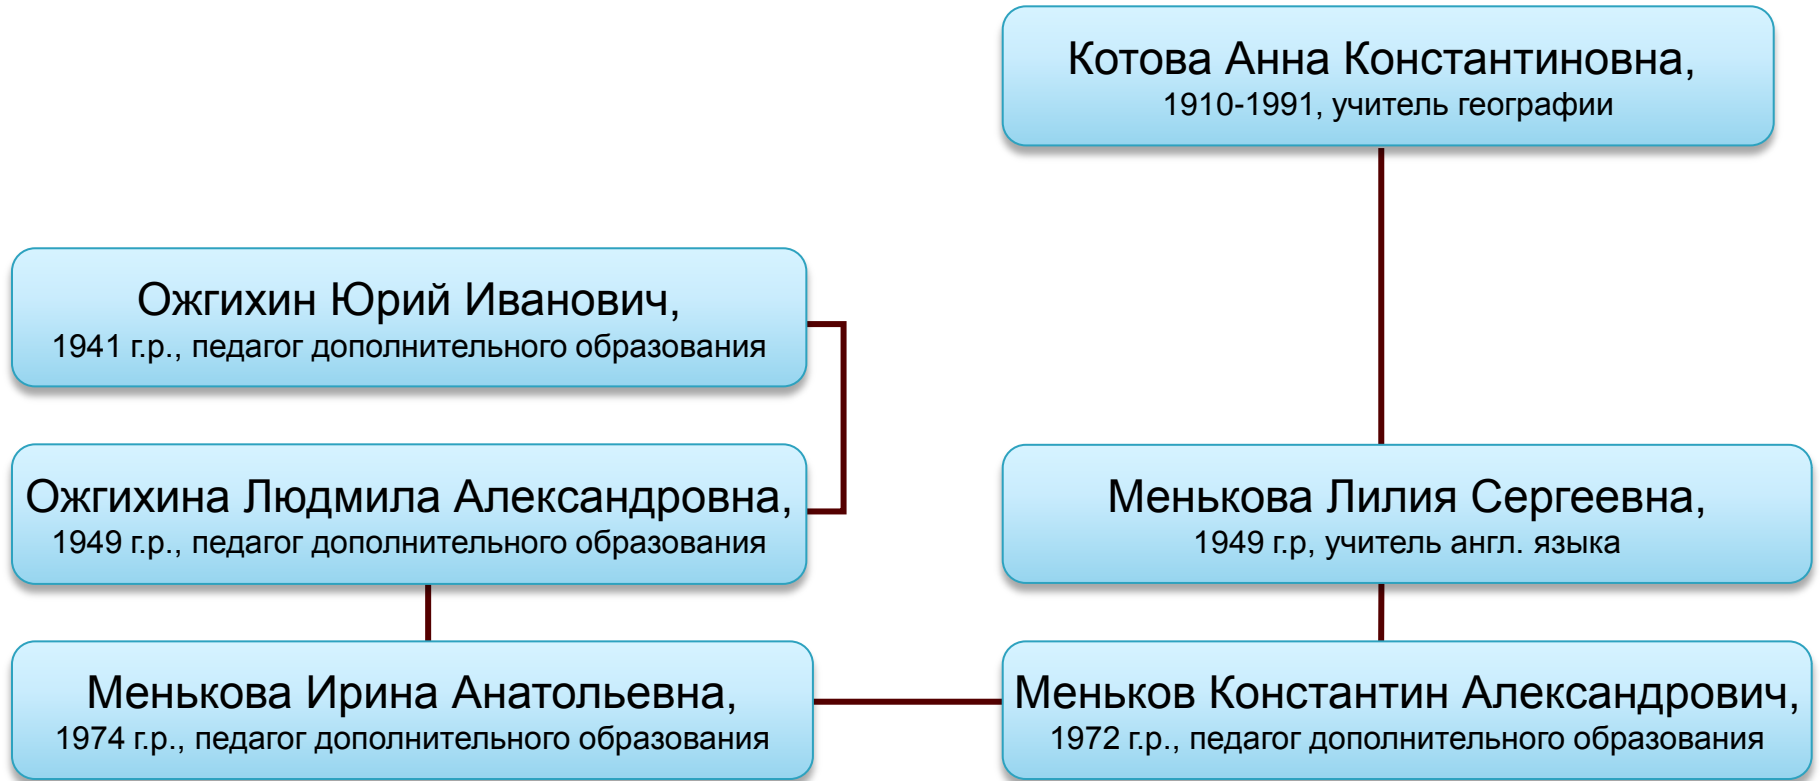 Котова Анна Константиновна,
1910-1991, учитель географии
Ожгихин Юрий Иванович,
1941 г.р., педагог дополнительного образования
Ожгихина Людмила Александровна,
1949 г.р., педагог дополнительного образования
Менькова Лилия Сергеевна,
1949 г.р, учитель англ. языка
Менькова Ирина Анатольевна,
1974 г.р., педагог дополнительного образования
Меньков Константин Александрович,
1972 г.р., педагог дополнительного образования